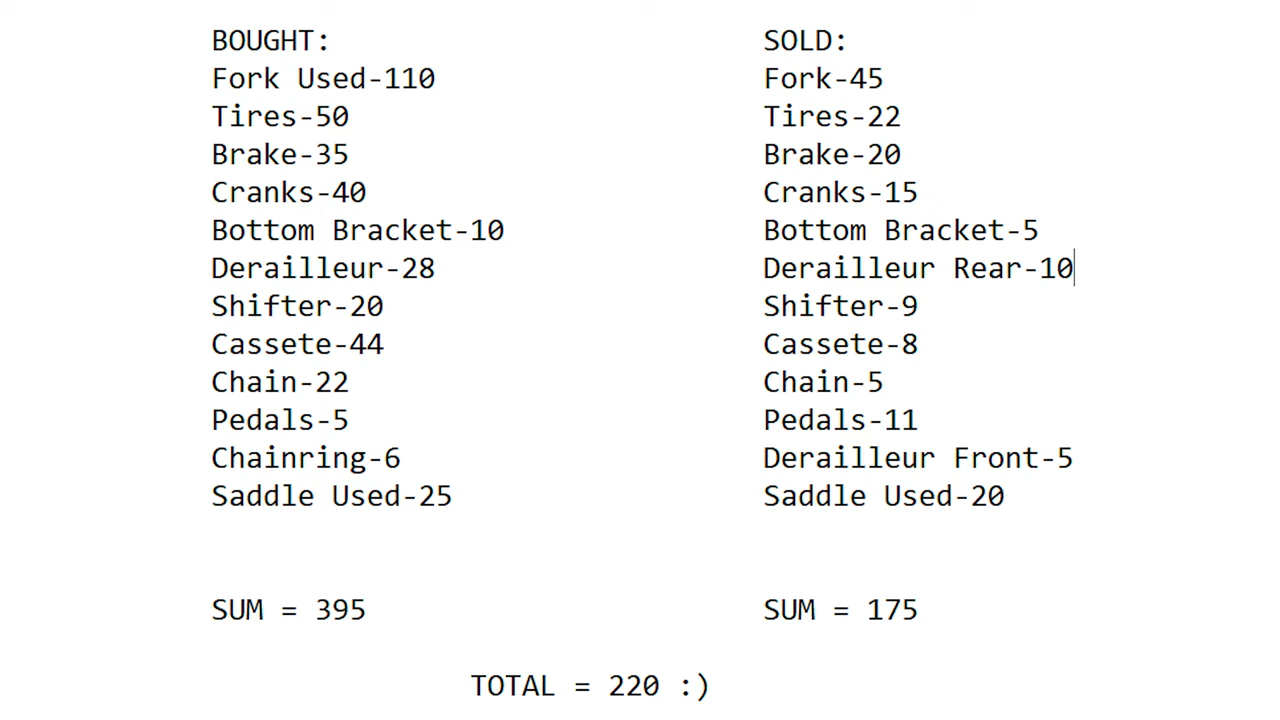 BOUGHT:
Fork Used-110
Tires-50
Brake-35
Cranks-40
Bottom Bracket-10
Derailleur-28
Shifter-20
Cassete-44
Chain-22
Pedals-5
Chainring-6
Saddle Used-25
SUM = 395
SOLD:
Fork-45
Tires-22
Brake-20
Cranks-15
Bottom Bracket-5
Derailleur Rear-10
Shifter-9
Cassete-8
Chain-5
Pedals-11
Derailleur Front-5
Saddle Used-20
SUM = 175
TOTAL = 220 :)